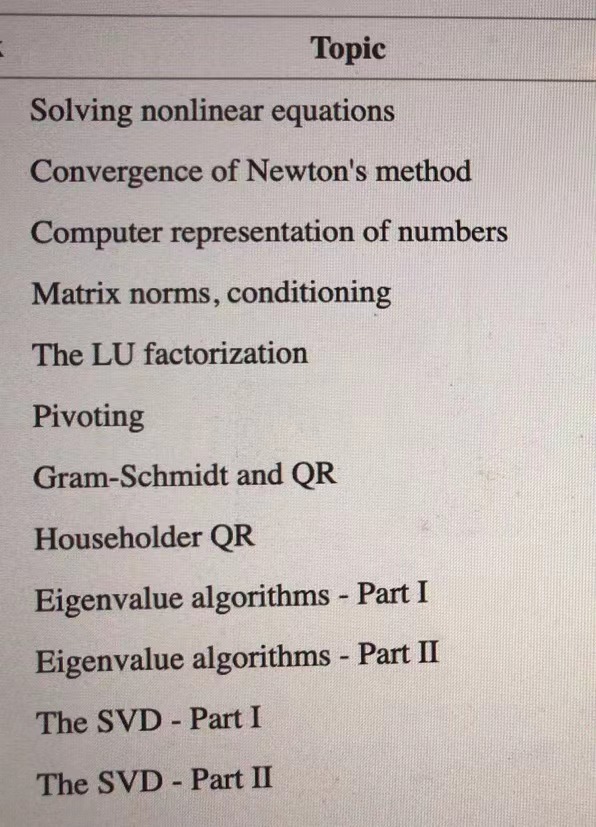 Topic
Solving nonlinear equations
Convergence of Newton's method
Computer representation of numbers
Matrix norms, conditioning
The LU factorization
Pivoting
Gram-Schmidt and QR
Householder QR
Eigenvalue algorithms - Part I
Eigenvalue algorithms - Part II
The SVD - Part I
The SVD - Part II